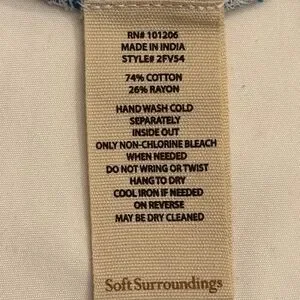 RN# 101206
MADE IN INDIA
STYLE# 2FV54
74% COTTON
26% RAYON
HAND WASH COLD
SEPARATELY
INSIDE OUT
ONLY NON-CHLORINE BLEACH
WHEN NEEDED
DO NOT WRING OR TWIST
HANG TO DRY
COOL IRON IF NEEDED
ON REVERSE
MAY BE DRY CLEANED
Soft Surroundings